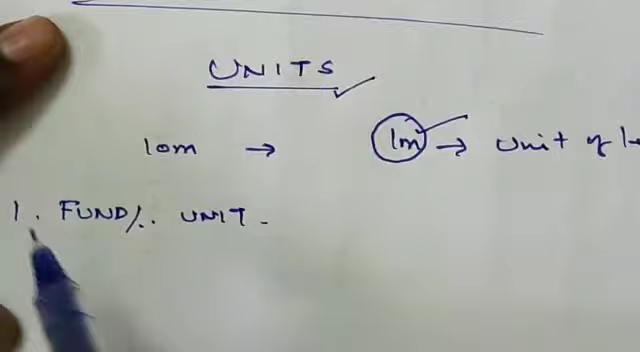 UNITS
10m → 1m → Unit of
1. FUND/.. UNIT -